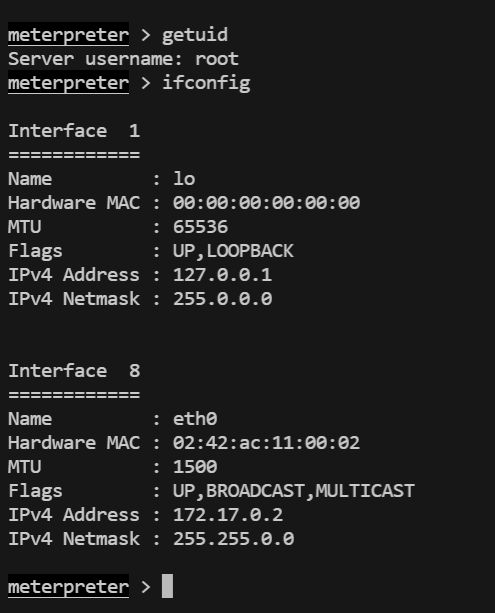 meterpreter > getuid
Server username: root
meterpreter > ifconfig
Interface  1
============
Name         : lo
Hardware MAC : 00:00:00:00:00:00
MTU          : 65536
Flags        : UP,LOOPBACK
IPv4 Address : 127.0.0.1
IPv4 Netmask : 255.0.0.0
Interface  8
============
Name         : eth0
Hardware MAC : 02:42:ac:11:00:02
MTU          : 1500
Flags        : UP,BROADCAST,MULTICAST
IPv4 Address : 172.17.0.2
IPv4 Netmask : 255.255.0.0
meterpreter >